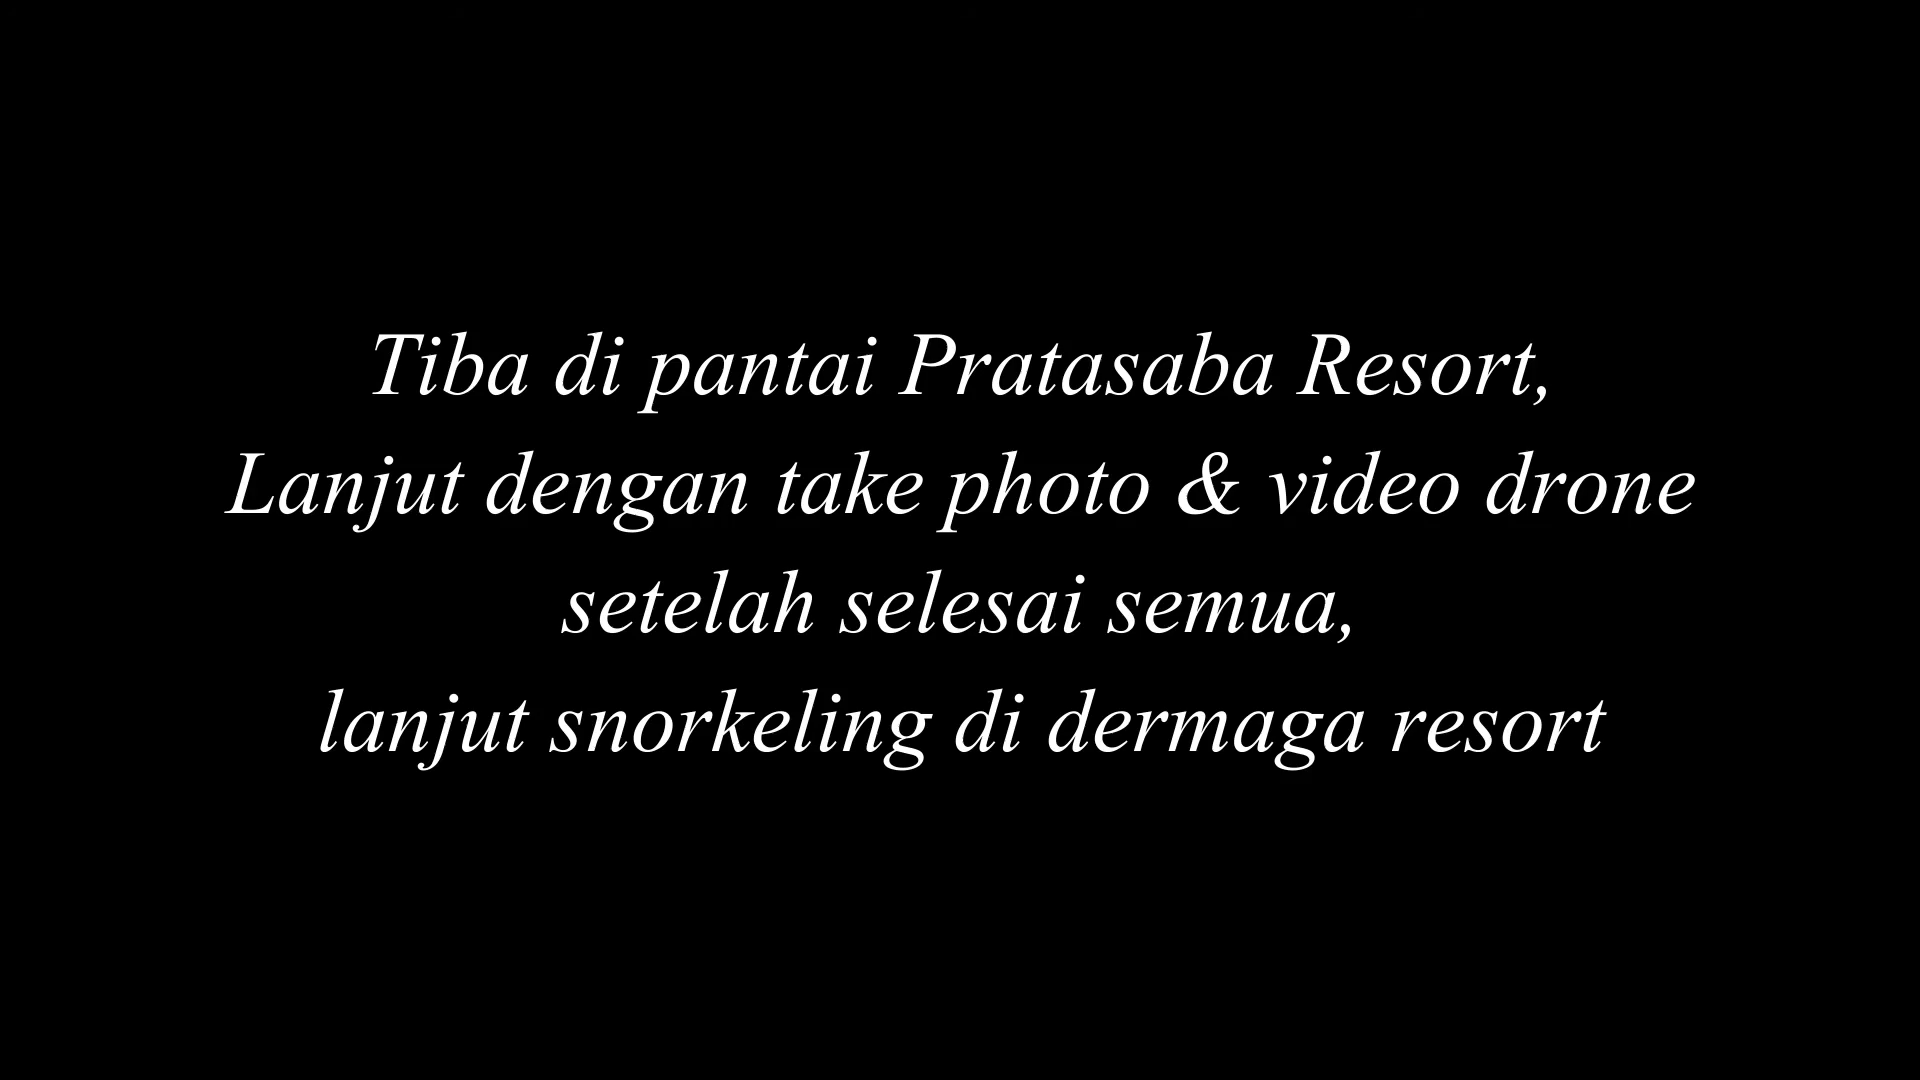 Tiba di pantai Pratasaba Resort,
Lanjut dengan take photo & video drone
setelah selesai semua,
lanjut snorkeling di dermaga resort